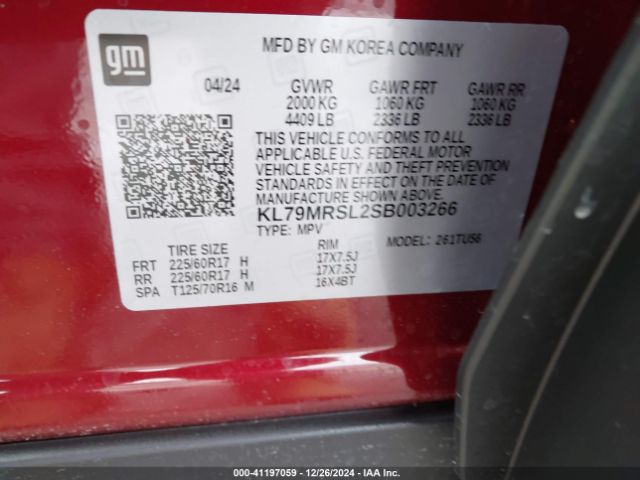 gm
MFD BY GM KOREA COMPANY
04/24 GVWR GAWR FRT GAWR RR
2000 KG 1060 KG 1060 KG
4409 LB 2336 LB 2336 LB
THIS VEHICLE CONFORMS TO ALL
APPLICABLE U.S. FEDERAL MOTOR
VEHICLE SAFETY AND THEFT PREVENTION
STANDARDS IN EFFECT ON THE DATE OF
MANUFACTURE SHOWN ABOVE.
KL79MRSL2SB003266
TYPE: MPV MODEL: 261TU56
TIRE SIZE RIM
FRT 225/60R17 H 17X7.5J
RR 225/60R17 H 17X7.5J
SPA T125/70R16 M 16X4BT
000-41197059 — 12/26/2024 — IAA Inc.